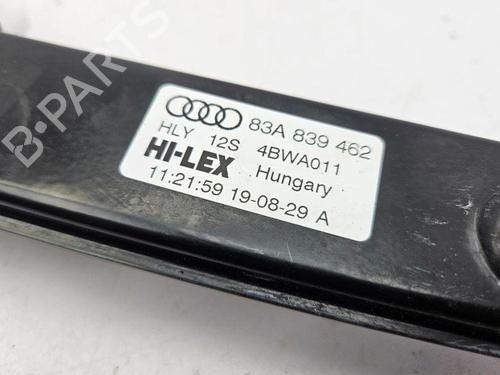 B-PARTS
83A 839 462
HLY 12S 4BWA011
HI-LEX Hungary
11:21:59 19-08-29 A